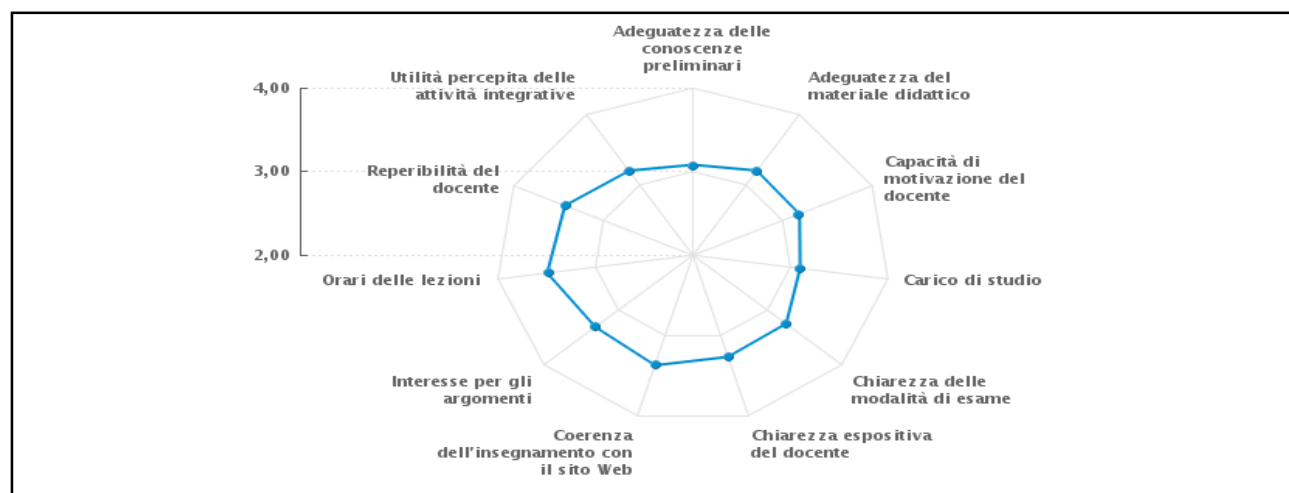 Adeguatezza delle
conoscenze
preliminari
Adeguatezza del
materiale didattico
Capacità di
motivazione del
docente
Carico di studio
Chiarezza delle
modalità di esame
Chiarezza espositiva
del docente
Coerenza
dell'insegnamento con
il sito Web
Interesse per gli
argomenti
Orari delle lezioni
Reperibilità del
docente
Utilità percepita delle
attività integrative
4,00
3,00
2,00